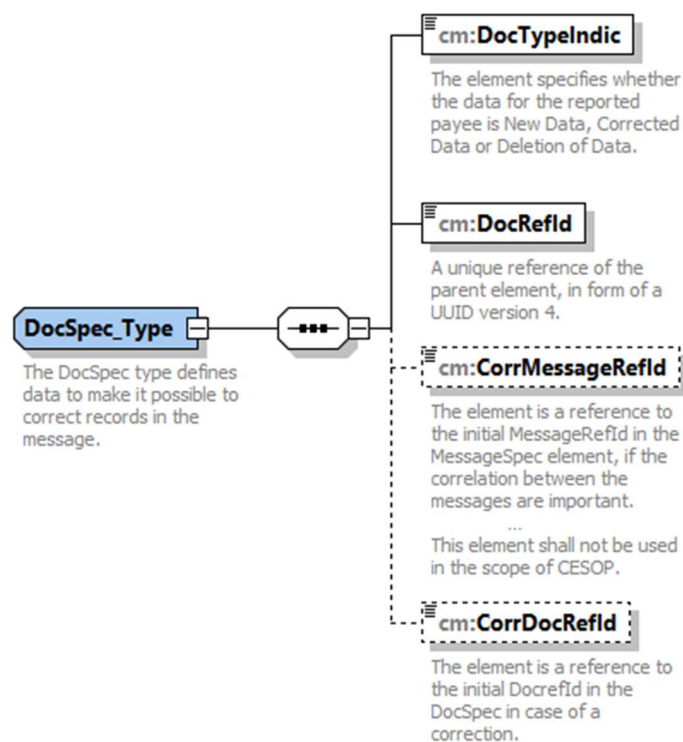 cm:DocTypeIndic
The element specifies whether
the data for the reported
payee is New Data, Corrected
Data or Deletion of Data.
cm:DocRefId
A unique reference of the
parent element, in form of a
UUID version 4.
DocSpec_Type
The DocSpec type defines
data to make it possible to
correct records in the
message.
cm:CorrMessageRefId
The element is a reference to
the initial MessageRefId in the
MessageSpec element, if the
correlation between the
messages are important.
...
This element shall not be used
in the scope of CESOP.
cm:CorrDocRefId
The element is a reference to
the initial DocrefId in the
DocSpec in case of a
correction.